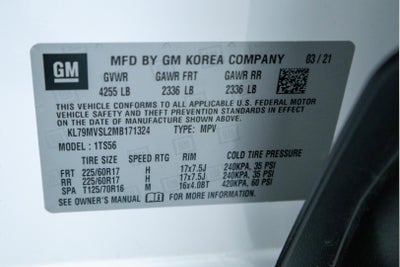 GM MFD BY GM KOREA COMPANY 03/21
GVWR GAWR FRT GAWR RR
4255 LB 2336 LB 2336 LB
THIS VEHICLE CONFORMS TO ALL APPLICABLE U.S. FEDERAL MOTOR
VEHICLE SAFETY AND THEFT PREVENTION STANDARDS IN EFFECT ON
THE DATE OF MANUFACTURE SHOWN ABOVE.
KL79MVSL2MB171324 TYPE: MPV
MODEL : 1TS56
TIRE SIZE SPEED RTG RIM COLD TIRE PRESSURE
FRT 225/60R17 H 17x7.5J 240KPA, 35 PSI
RR 225/60R17 H 17x7.5J 240KPA, 35 PSI
SPA T125/70R16 M 16x4.0BT 420KPA, 60 PSI
SEE OWNER'S MANUAL FOR MORE INFORMATION.